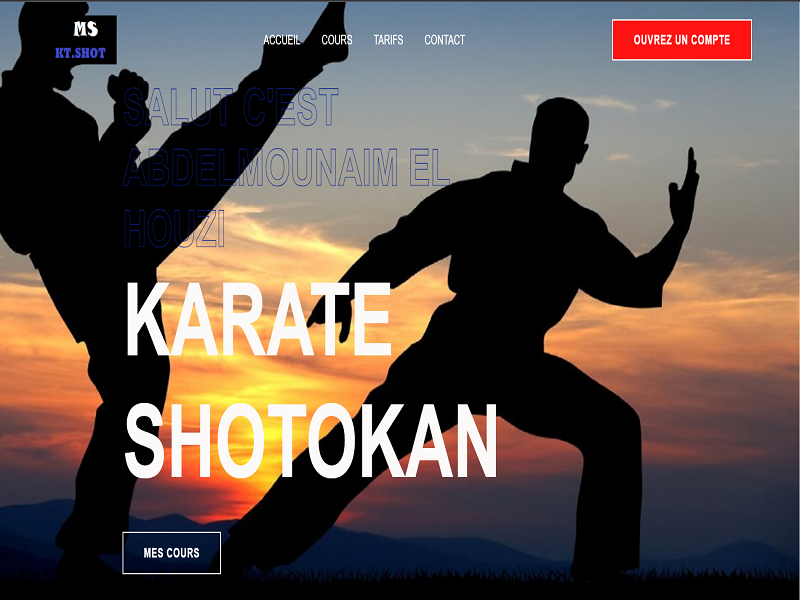 MS
KT.SHOT
ACCUEIL COURS TARIFS CONTACT
OUVREZ UN COMPTE
SALUT C'EST
ABDELMOUNAIM EL
HOUZI
KARATE
SHOTOKAN
MES COURS